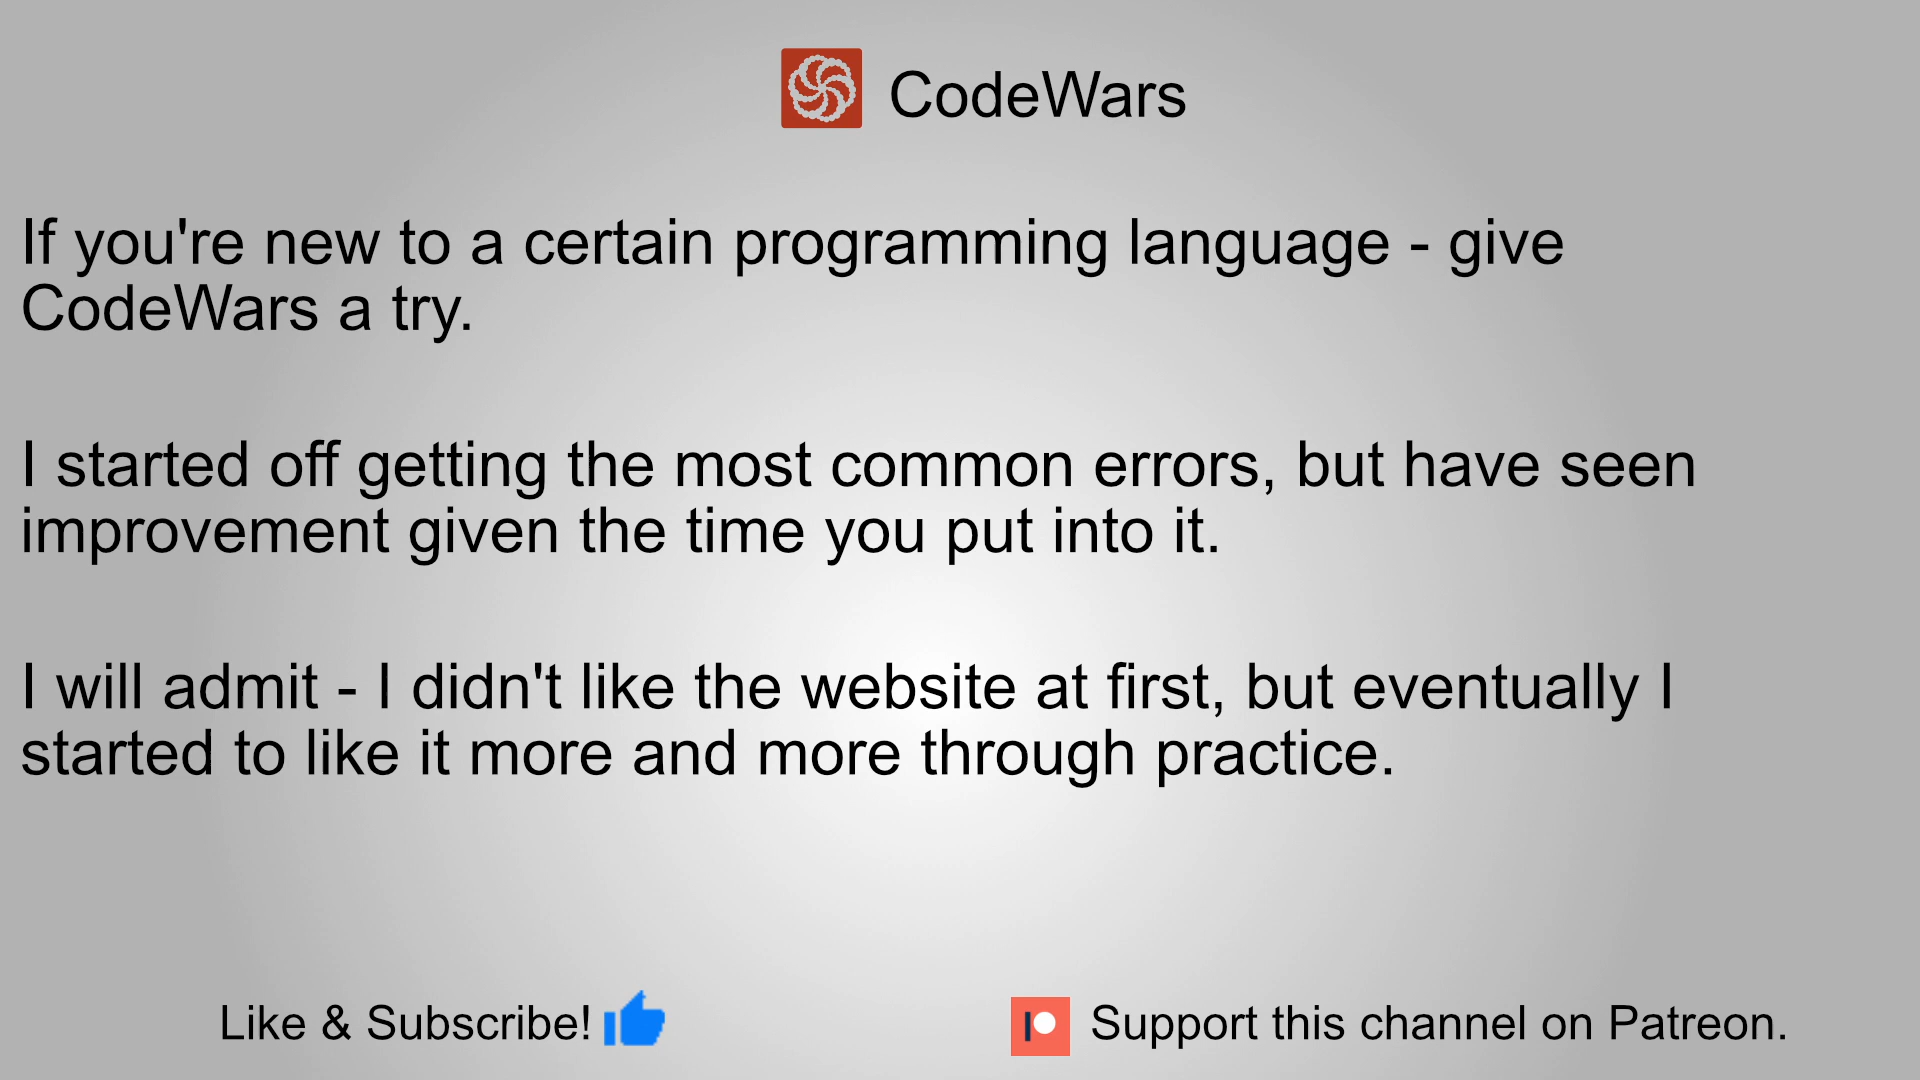 CodeWars
If you're new to a certain programming language - give
CodeWars a try.
I started off getting the most common errors, but have seen
improvement given the time you put into it.
I will admit - I didn't like the website at first, but eventually I
started to like it more and more through practice.
Like & Subscribe!
Support this channel on Patreon.